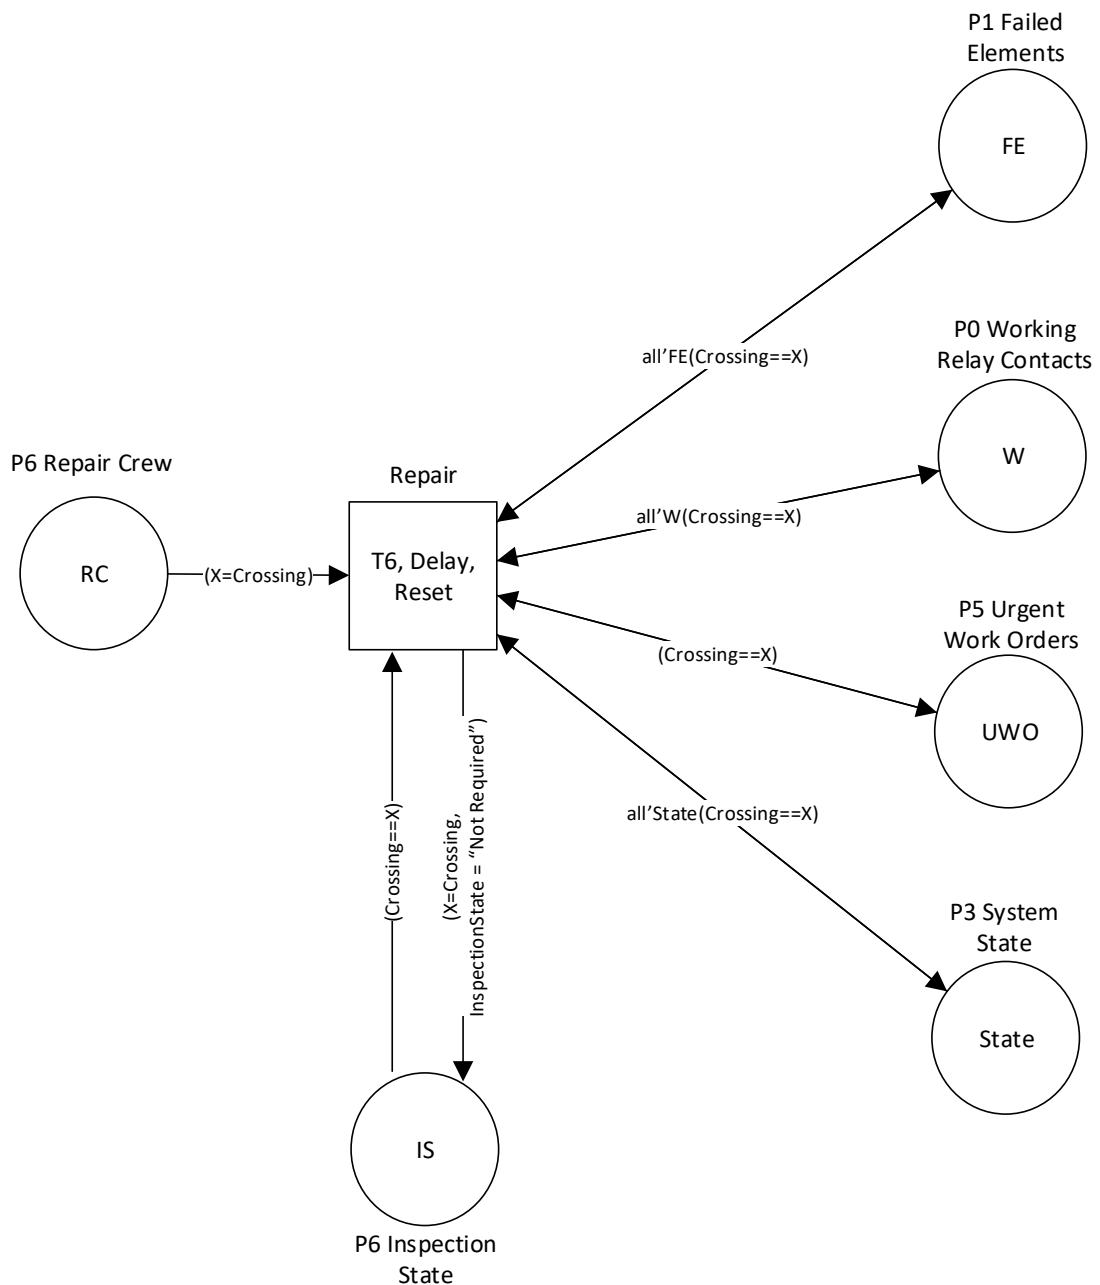 P1 Failed
Elements
FE
all’FE(Crossing==X)
P0 Working
Relay Contacts
W
all’W(Crossing==X)
P6 Repair Crew
RC
(X=Crossing)
Repair
T6, Delay,
Reset
P5 Urgent
Work Orders
UWO
(Crossing==X)
all’State(Crossing==X)
P3 System
State
State
(Crossing==X)
(X=Crossing,
InspectionState = “Not Required”)
IS
P6 Inspection
State